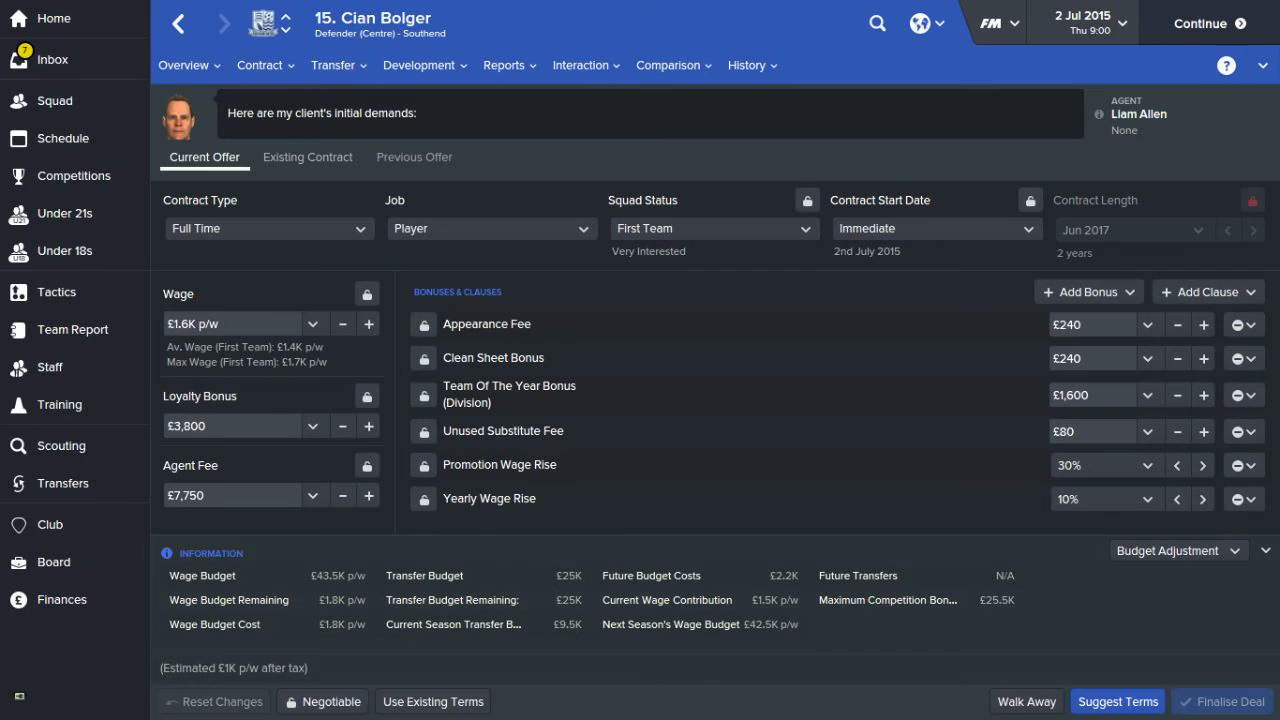 Home
7
Inbox
Squad
Schedule
Competitions
U21
Under 21s
U18
Under 18s
Tactics
Team Report
Staff
Training
Scouting
Transfers
Club
Board
£
Finances
15. Cian Bolger
Defender (Centre) - Southend
FM
2 Jul 2015
Thu 9:00
Continue
Overview
Contract
Transfer
Development
Reports
Interaction
Comparison
History
?
Here are my client's initial demands:
AGENT
Liam Allen
None
Current Offer
Existing Contract
Previous Offer
Contract Type
Full Time
Job
Player
Squad Status
First Team
Very Interested
Contract Start Date
Immediate
2nd July 2015
Contract Length
Jun 2017
2 years
Wage
£1.6K p/w
Av. Wage (First Team): £1.4K p/w
Max Wage (First Team): £1.7K p/w
Loyalty Bonus
£3,800
Agent Fee
£7,750
BONUSES & CLAUSES
Add Bonus
Add Clause
Appearance Fee £240
Clean Sheet Bonus £240
Team Of The Year Bonus
(Division) £1,600
Unused Substitute Fee £80
Promotion Wage Rise 30%
Yearly Wage Rise 10%
INFORMATION
Budget Adjustment
Wage Budget £43.5K p/w Transfer Budget £25K Future Budget Costs £2.2K Future Transfers N/A
Wage Budget Remaining £1.8K p/w Transfer Budget Remaining: £25K Current Wage Contribution £1.5K p/w Maximum Competition Bon... £25.5K
Wage Budget Cost £1.8K p/w Current Season Transfer B... £9.5K Next Season's Wage Budget £42.5K p/w
(Estimated £1K p/w after tax)
Reset Changes
Negotiable
Use Existing Terms
Walk Away
Suggest Terms
Finalise Deal